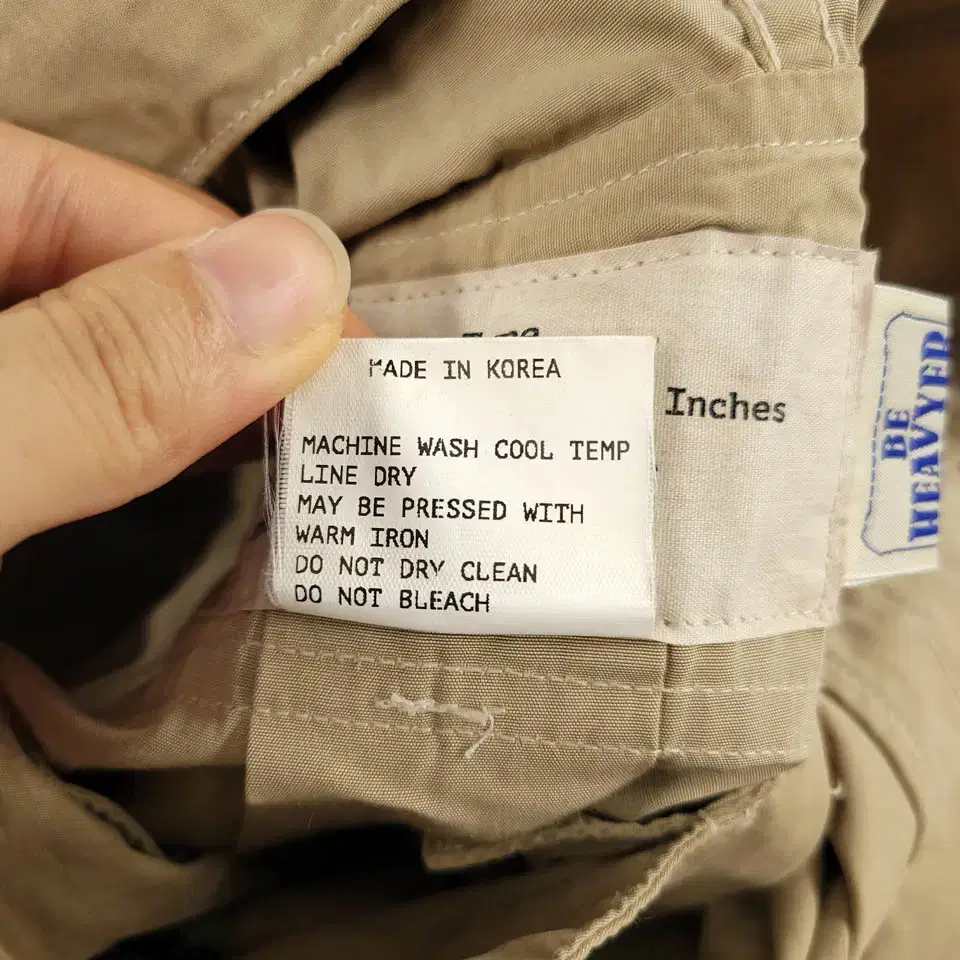 MADE IN KOREA
MACHINE WASH COOL TEMP
LINE DRY
MAY BE PRESSED WITH
WARM IRON
DO NOT DRY CLEAN
DO NOT BLEACH
Inches
BE
HEAVYER